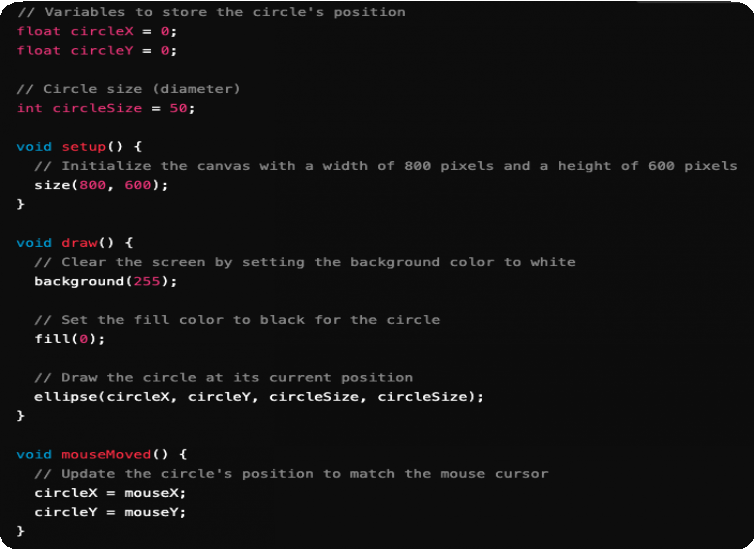 // Variables to store the circle's position
float circleX = 0;
float circleY = 0;

// Circle size (diameter)
int circleSize = 50;

void setup() {
  // Initialize the canvas with a width of 800 pixels and a height of 600 pixels
  size(800, 600);
}

void draw() {
  // Clear the screen by setting the background color to white
  background(255);

  // Set the fill color to black for the circle
  fill(0);

  // Draw the circle at its current position
  ellipse(circleX, circleY, circleSize, circleSize);
}

void mouseMoved() {
  // Update the circle's position to match the mouse cursor
  circleX = mouseX;
  circleY = mouseY;
}